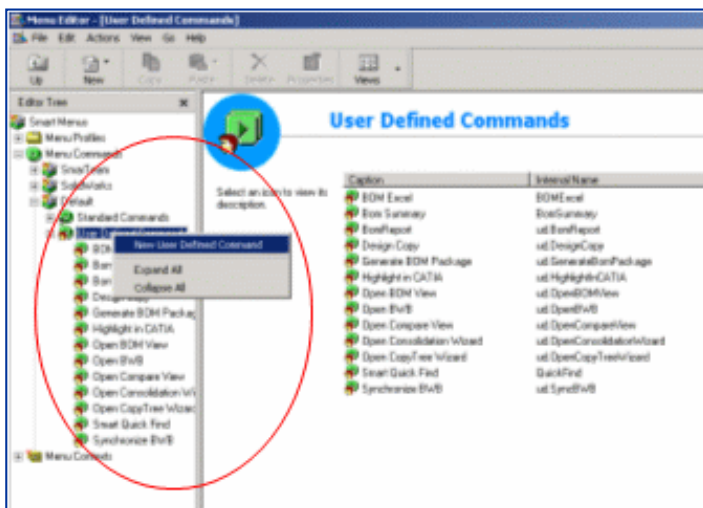 Menu Editor - [User Defined Commands]
File Edit Actions View Go Help
Up New Copy Paste Delete Properties Views
Editor Tree
Smart Menus
Menu Profiles
Menu Commands
SmarTeam
SolidWorks
Default
Standard Commands
User Defined Commands
New User Defined Command
Expand All
Collapse All
Design Copy
Generate BOM Packag
Highlight in CATIA
Open BOM View
Open BWB
Open Compare View
Open Consolidation Wi
Open CopyTree Wizard
Smart Quick Find
Synchronize BWB
Menu Contexts
User Defined Commands
Select an icon to view its
description.
Caption Internal Name
BOM Excel BOMExcel
Bom Summary BomSummary
BomReport ud.BomReport
Design Copy ud.DesignCopy
Generate BOM Package ud.GenerateBomPackage
Highlight in CATIA ud.HighlightInCATIA
Open BOM View ud.OpenBOMView
Open BWB ud.OpenBWB
Open Compare View ud.OpenCompareView
Open Consolidation Wizard ud.OpenConsolidationWizard
Open CopyTree Wizard ud.OpenCopyTreeWizard
Smart Quick Find QuickFind
Synchronize BWB ud.SyncBWB